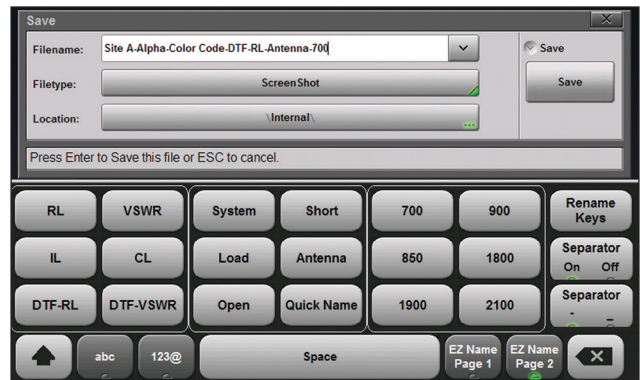 Save
Filename: Site A-Alpha-Color Code-DTF-RL-Antenna-700
Save
Filetype: ScreenShot
Save
Location: \Internal\
Press Enter to Save this file or ESC to cancel.
RL VSWR System Short 700 900 Rename Keys
IL CL Load Antenna 850 1800 Separator On Off
DTF-RL DTF-VSWR Open Quick Name 1900 2100 Separator - _
abc 123@ Space EZ Name Page 1 EZ Name Page 2